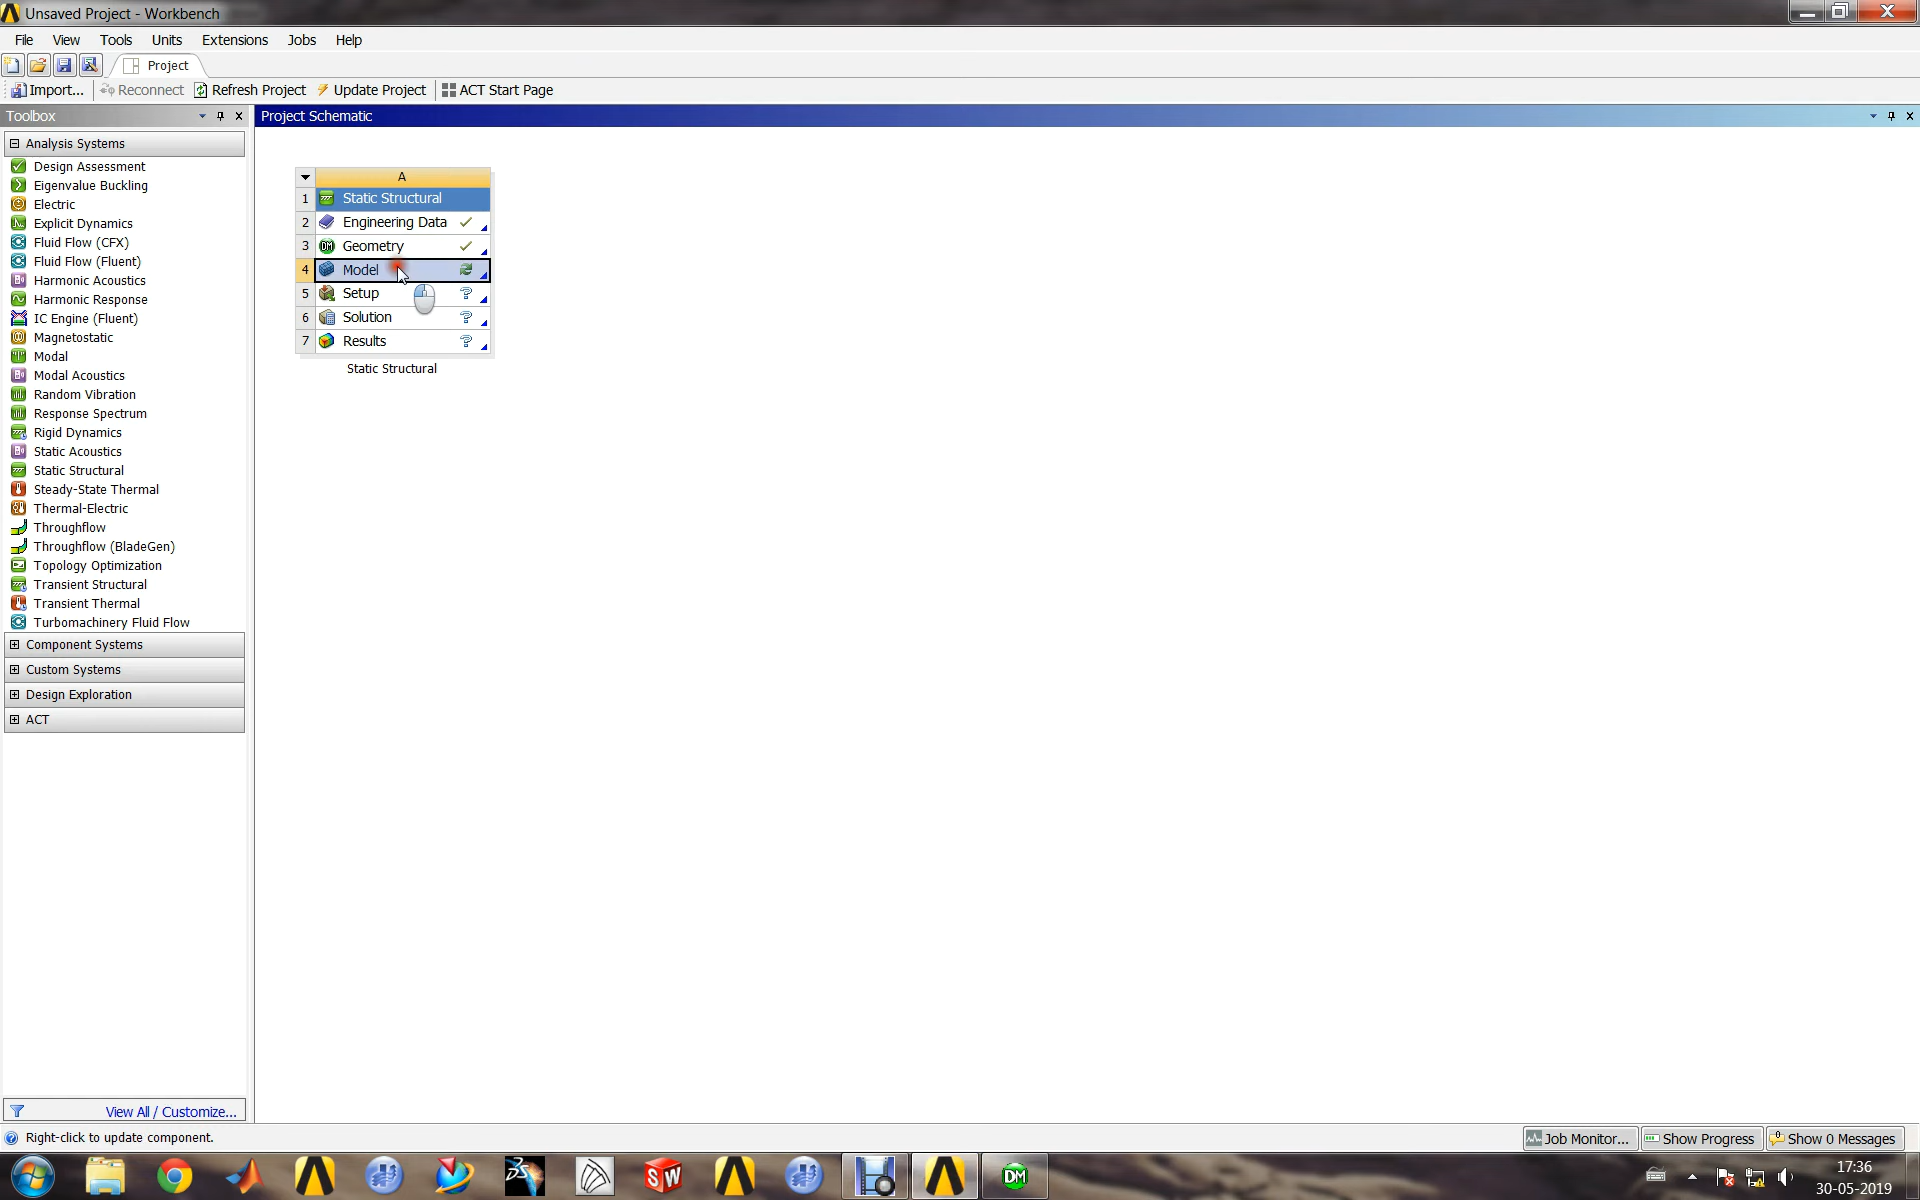 Unsaved Project - Workbench
File View Tools Units Extensions Jobs Help
Project
Import... Reconnect Refresh Project Update Project ACT Start Page
Toolbox
Project Schematic
Analysis Systems
Design Assessment
Eigenvalue Buckling
Electric
Explicit Dynamics
Fluid Flow (CFX)
Fluid Flow (Fluent)
Harmonic Acoustics
Harmonic Response
IC Engine (Fluent)
Magnetostatic
Modal
Modal Acoustics
Random Vibration
Response Spectrum
Rigid Dynamics
Static Acoustics
Static Structural
Steady-State Thermal
Thermal-Electric
Throughflow
Throughflow (BladeGen)
Topology Optimization
Transient Structural
Transient Thermal
Turbomachinery Fluid Flow
Component Systems
Custom Systems
Design Exploration
ACT
View All / Customize...
A
1 Static Structural
2 Engineering Data
3 DM Geometry
4 Model
5 Setup ?
6 Solution ?
7 Results ?
Static Structural
Right-click to update component.
Job Monitor... Show Progress Show 0 Messages
SW
DM
17:36
30-05-2019